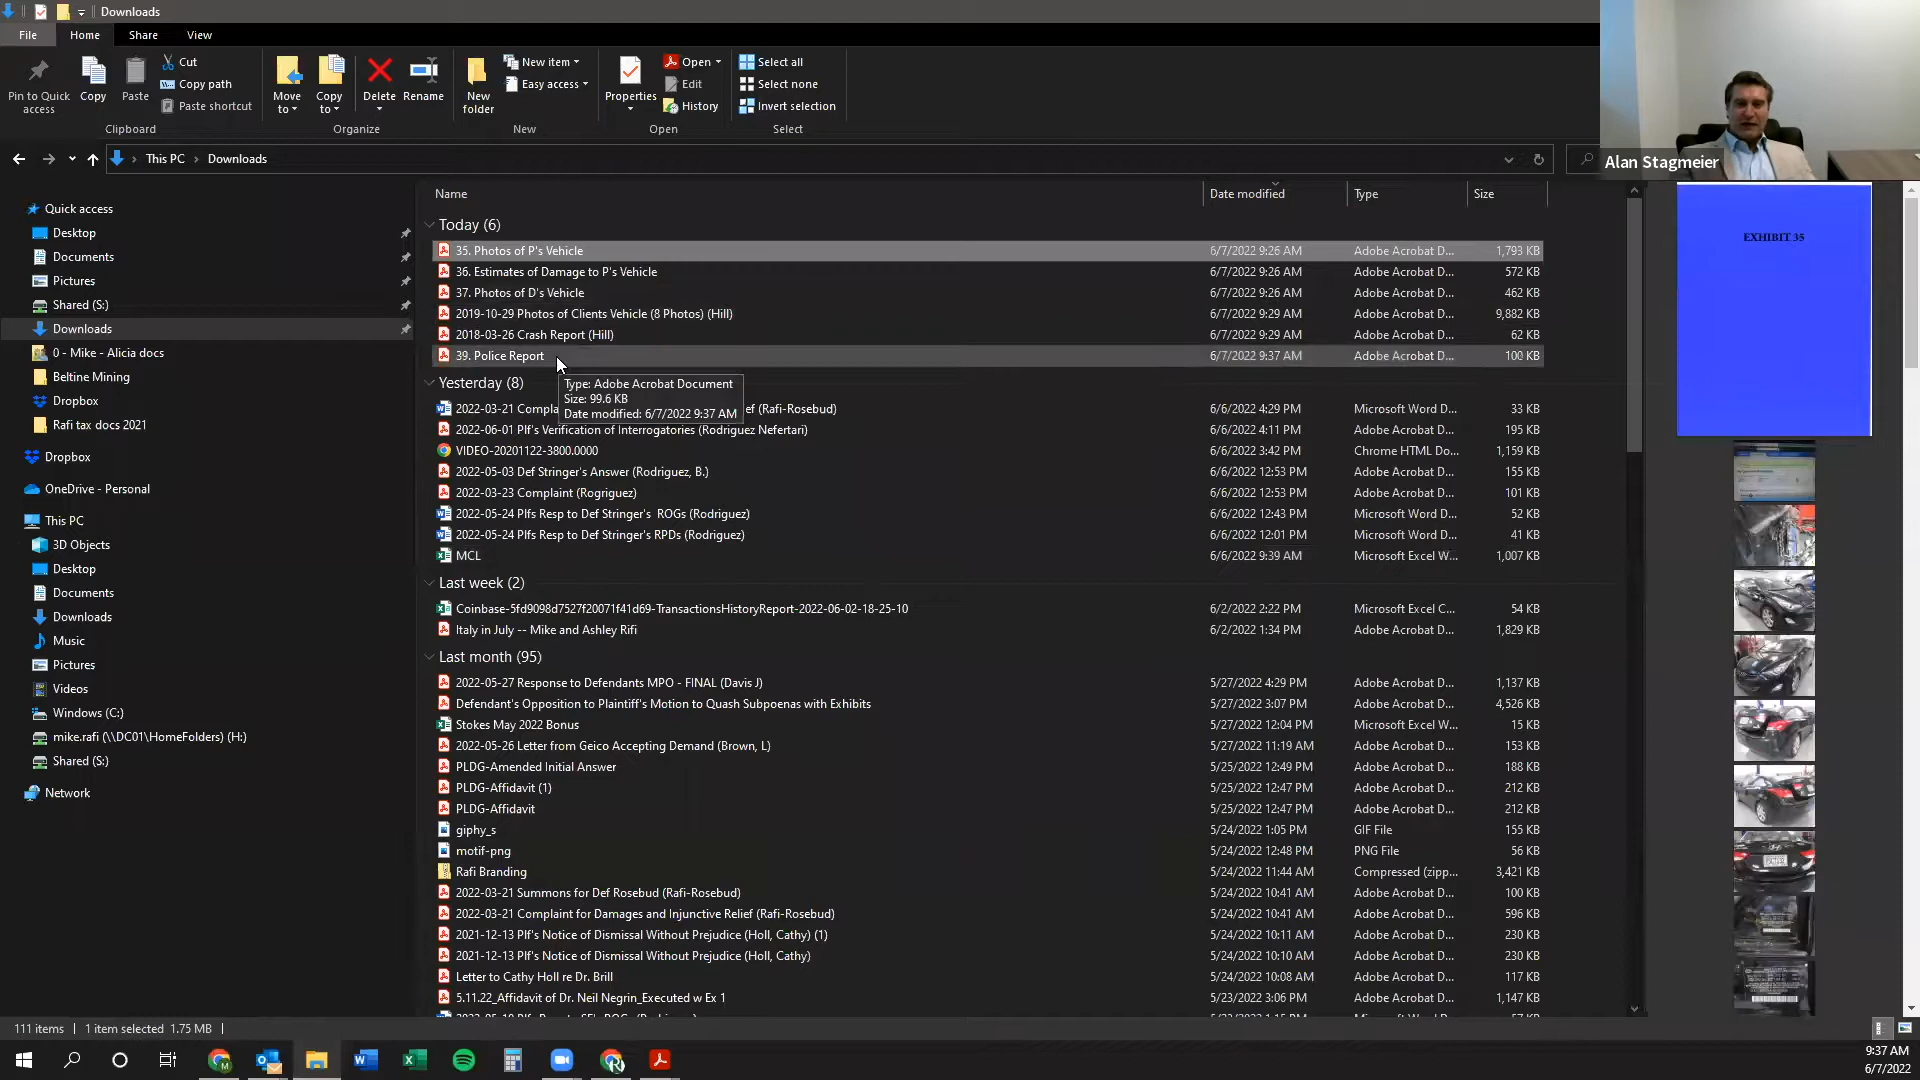 Downloads
File Home Share View
Pin to Quick access
Copy
Paste
Cut
Copy path
Paste shortcut
Clipboard
Move to
Copy to
Delete
Rename
Organize
New folder
New item
Easy access
New
Properties
Open
Edit
History
Open
Select all
Select none
Invert selection
Select
This PC Downloads
Alan Stagmeier
Quick access
Desktop
Documents
Pictures
Shared (S:)
Downloads
0 - Mike - Alicia docs
Beltine Mining
Dropbox
Rafi tax docs 2021
Dropbox
OneDrive - Personal
This PC
3D Objects
Desktop
Documents
Downloads
Music
Pictures
Videos
Windows (C:)
mike.rafi (\\DC01\HomeFolders) (H:)
Shared (S:)
Network
Name Date modified Type Size
Today (6)
35. Photos of P's Vehicle 6/7/2022 9:26 AM Adobe Acrobat D... 1,793 KB
36. Estimates of Damage to P's Vehicle 6/7/2022 9:26 AM Adobe Acrobat D... 572 KB
37. Photos of D's Vehicle 6/7/2022 9:26 AM Adobe Acrobat D... 462 KB
2019-10-29 Photos of Clients Vehicle (8 Photos) (Hill) 6/7/2022 9:29 AM Adobe Acrobat D... 9,882 KB
2018-03-26 Crash Report (Hill) 6/7/2022 9:29 AM Adobe Acrobat D... 62 KB
39. Police Report 6/7/2022 9:37 AM Adobe Acrobat D... 100 KB
Type: Adobe Acrobat Document
Size: 99.6 KB
Date modified: 6/7/2022 9:37 AM
Yesterday (8)
2022-03-21 Compla ef (Rafi-Rosebud) 6/6/2022 4:29 PM Microsoft Word D... 33 KB
2022-06-01 Plf's Verification of Interrogatories (Rodriguez Nefertari) 6/6/2022 4:11 PM Adobe Acrobat D... 195 KB
VIDEO-20201122-3800.0000 6/6/2022 3:42 PM Chrome HTML Do... 1,159 KB
2022-05-03 Def Stringer's Answer (Rodriguez, B.) 6/6/2022 12:53 PM Adobe Acrobat D... 155 KB
2022-03-23 Complaint (Rogriguez) 6/6/2022 12:53 PM Adobe Acrobat D... 101 KB
2022-05-24 Plfs Resp to Def Stringer's ROGs (Rodriguez) 6/6/2022 12:43 PM Microsoft Word D... 52 KB
2022-05-24 Plfs Resp to Def Stringer's RPDs (Rodriguez) 6/6/2022 12:01 PM Microsoft Word D... 41 KB
MCL 6/6/2022 9:39 AM Microsoft Excel W... 1,007 KB
Last week (2)
Coinbase-5fd9098d7527f20071f41d69-TransactionsHistoryReport-2022-06-02-18-25-10 6/2/2022 2:22 PM Microsoft Excel C... 54 KB
Italy in July -- Mike and Ashley Rifi 6/2/2022 1:34 PM Adobe Acrobat D... 1,829 KB
Last month (95)
2022-05-27 Response to Defendants MPO - FINAL (Davis J) 5/27/2022 4:29 PM Adobe Acrobat D... 1,137 KB
Defendant's Opposition to Plaintiff's Motion to Quash Subpoenas with Exhibits 5/27/2022 3:07 PM Adobe Acrobat D... 4,526 KB
Stokes May 2022 Bonus 5/27/2022 12:04 PM Microsoft Excel W... 15 KB
2022-05-26 Letter from Geico Accepting Demand (Brown, L) 5/27/2022 11:19 AM Adobe Acrobat D... 153 KB
PLDG-Amended Initial Answer 5/25/2022 12:49 PM Adobe Acrobat D... 188 KB
PLDG-Affidavit (1) 5/25/2022 12:47 PM Adobe Acrobat D... 212 KB
PLDG-Affidavit 5/25/2022 12:47 PM Adobe Acrobat D... 212 KB
giphy_s 5/24/2022 1:05 PM GIF File 155 KB
motif-png 5/24/2022 12:48 PM PNG File 56 KB
Rafi Branding 5/24/2022 11:44 AM Compressed (zipp... 3,421 KB
2022-03-21 Summons for Def Rosebud (Rafi-Rosebud) 5/24/2022 10:41 AM Adobe Acrobat D... 100 KB
2022-03-21 Complaint for Damages and Injunctive Relief (Rafi-Rosebud) 5/24/2022 10:41 AM Adobe Acrobat D... 596 KB
2021-12-13 Plf's Notice of Dismissal Without Prejudice (Holl, Cathy) (1) 5/24/2022 10:11 AM Adobe Acrobat D... 230 KB
2021-12-13 Plf's Notice of Dismissal Without Prejudice (Holl, Cathy) 5/24/2022 10:10 AM Adobe Acrobat D... 230 KB
Letter to Cathy Holl re Dr. Brill 5/24/2022 10:08 AM Adobe Acrobat D... 117 KB
5.11.22_Affidavit of Dr. Neil Negrin_Executed w Ex 1 5/23/2022 3:06 PM Adobe Acrobat D... 1,147 KB
EXHIBIT 35
111 items 1 item selected 1.75 MB
9:37 AM
6/7/2022